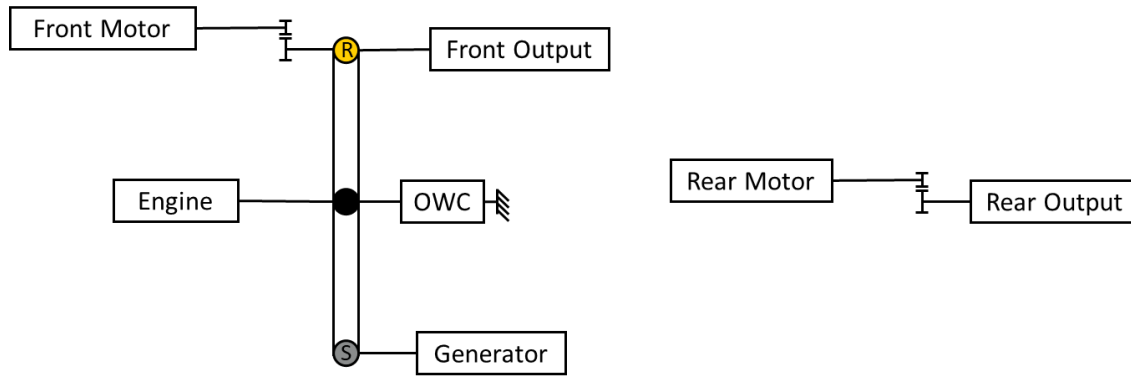 Front Motor
R
Front Output
Engine
OWC
Rear Motor
Rear Output
S
Generator